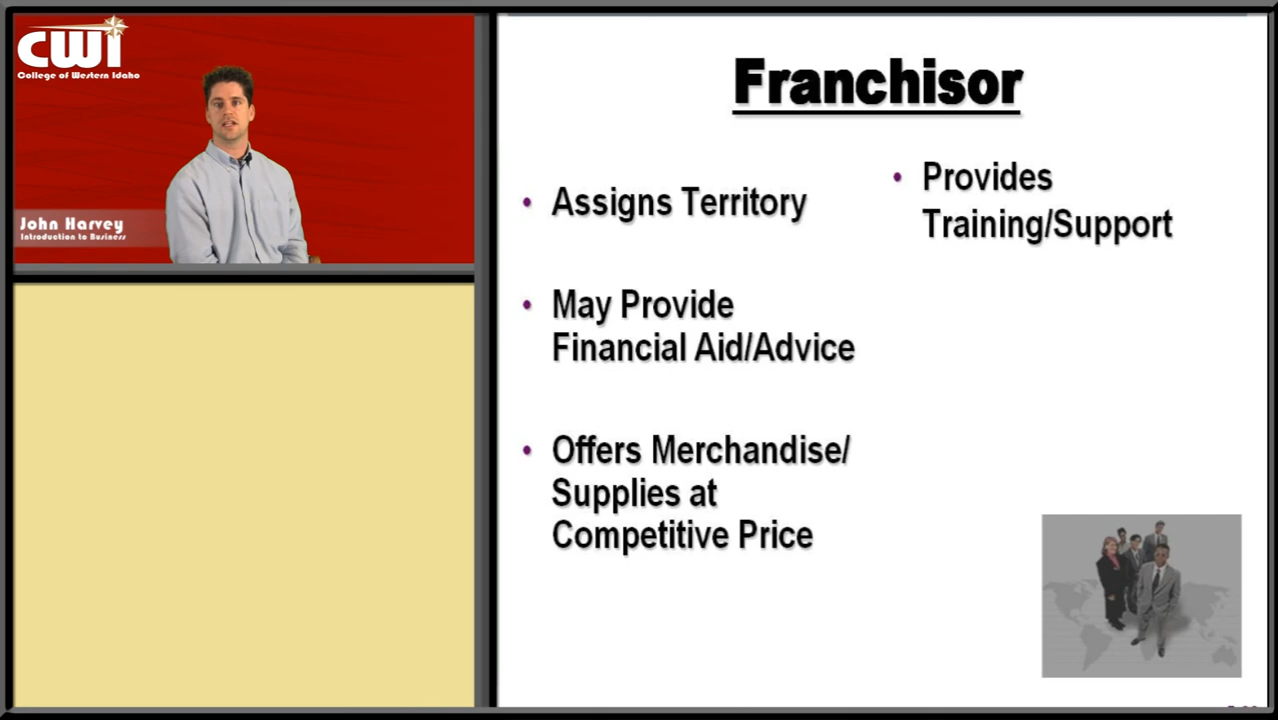 CWI
College of Western Idaho
John Harvey
Introduction to Business
Franchisor
• Assigns Territory
• May Provide
Financial Aid/Advice
• Offers Merchandise/
Supplies at
Competitive Price
• Provides
Training/Support